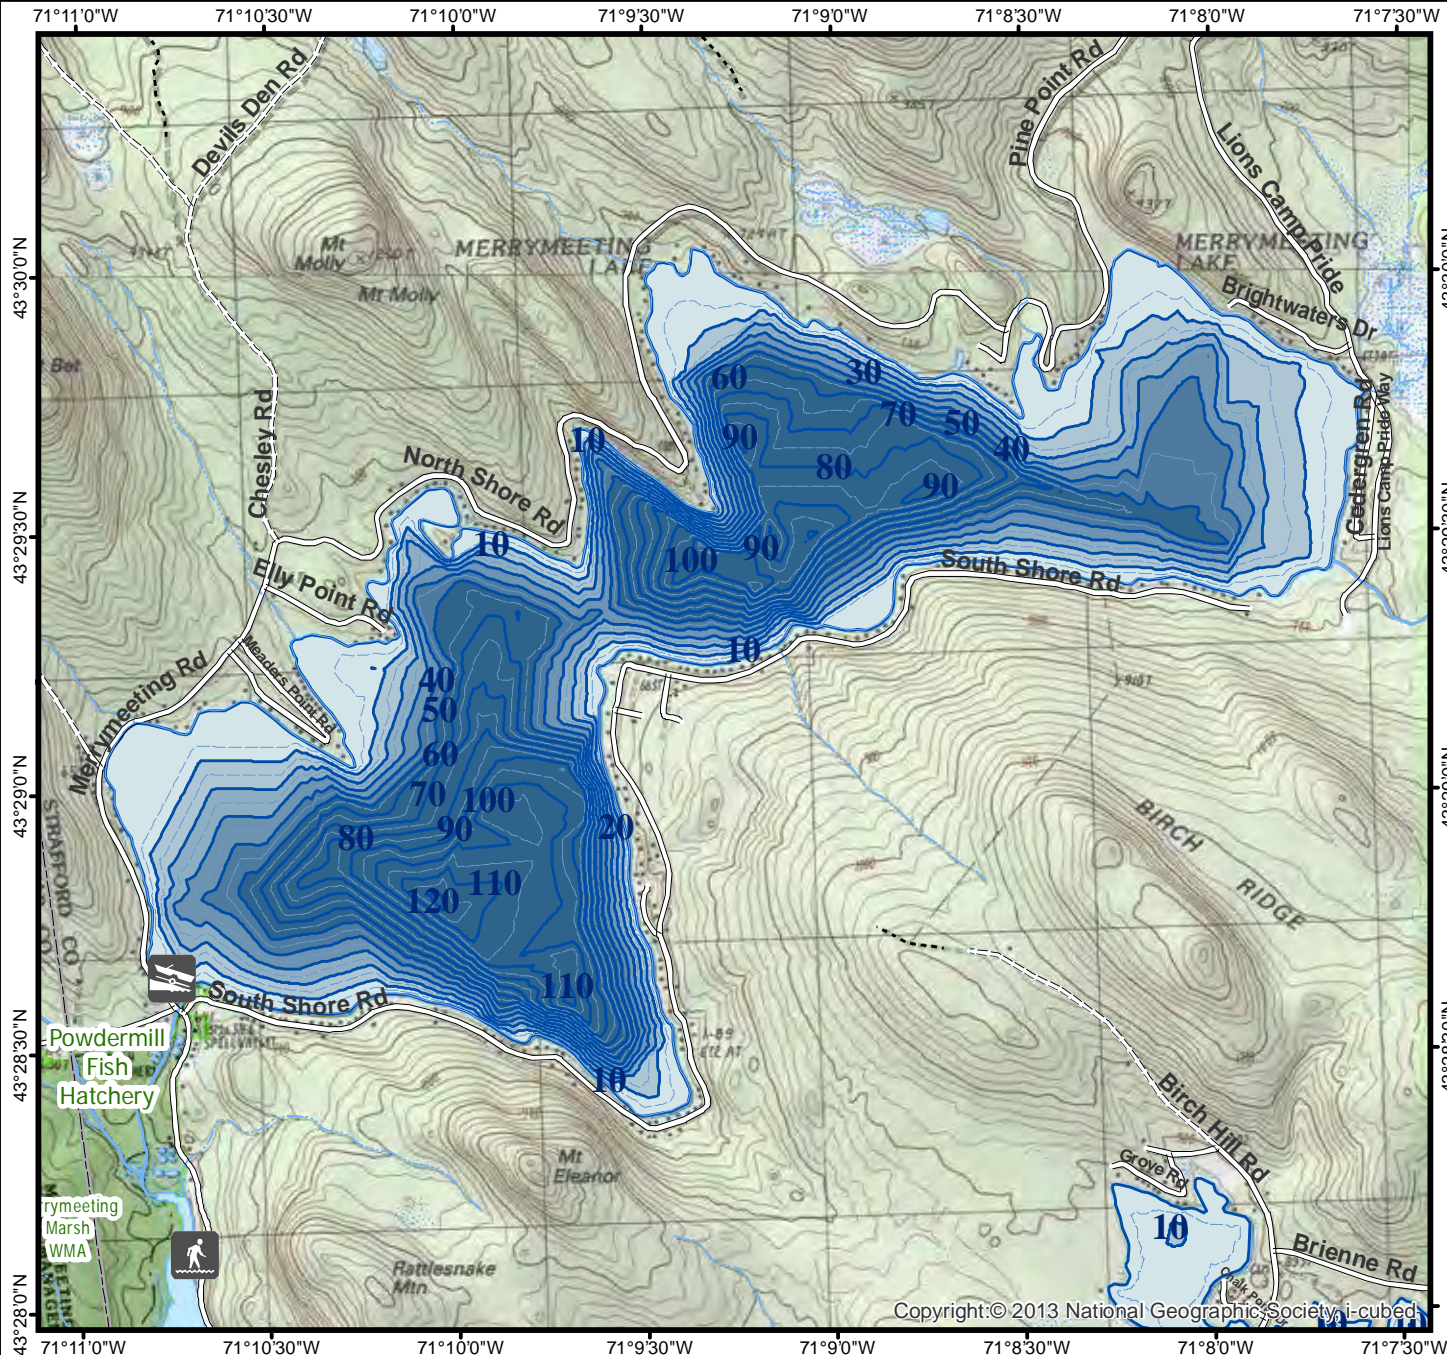 71°11'0"W
71°10'30"W
71°10'0"W
71°9'30"W
71°9'0"W
71°8'30"W
71°8'0"W
71°7'30"W
Devils Den Rd
Pine Point Rd
Lions Camp Pride
Mt
Molly
Mt Molly
MERRYMEETING
LAKE
MERRYMEETING
LAKE
43°30'0"N
Brightwaters Dr
60
30
70
50
40
90
80
90
10
Chesley Rd
North Shore Rd
Cedergren Rd
Lions Camp Pride Way
43°29'30"N
10
100
90
South Shore Rd
Elly Point Rd
10
Meaders Point Rd
Merrymeeting Rd
40
50
60
70
100
90
80
20
110
120
110
10
43°29'0"N
STRAFFORD CO
BIRCH
RIDGE
South Shore Rd
43°28'30"N
Powdermill
Fish
Hatchery
Birch Hill Rd
Grove Rd
Mt
Eleanor
rymeeting
Marsh
WMA
10
Brienne Rd
Rattlesnake
Mtn
43°28'0"N
Copyright:© 2013 National Geographic Society, i-cubed
71°11'0"W
71°10'30"W
71°10'0"W
71°9'30"W
71°9'0"W
71°8'30"W
71°8'0"W
71°7'30"W